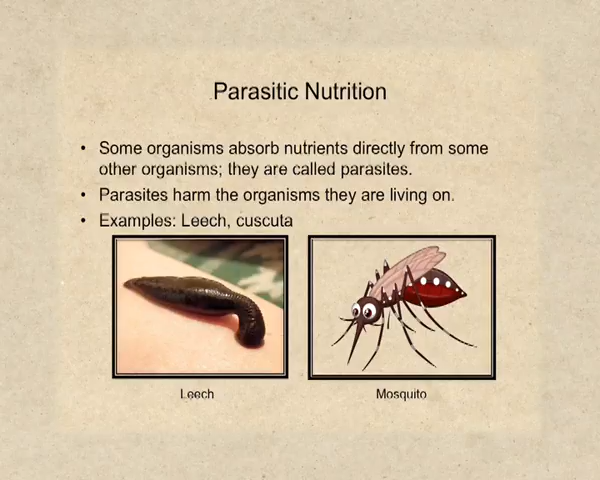 Parasitic Nutrition
• Some organisms absorb nutrients directly from some
other organisms; they are called parasites.
• Parasites harm the organisms they are living on.
• Examples: Leech, cuscuta
Leech
Mosquito